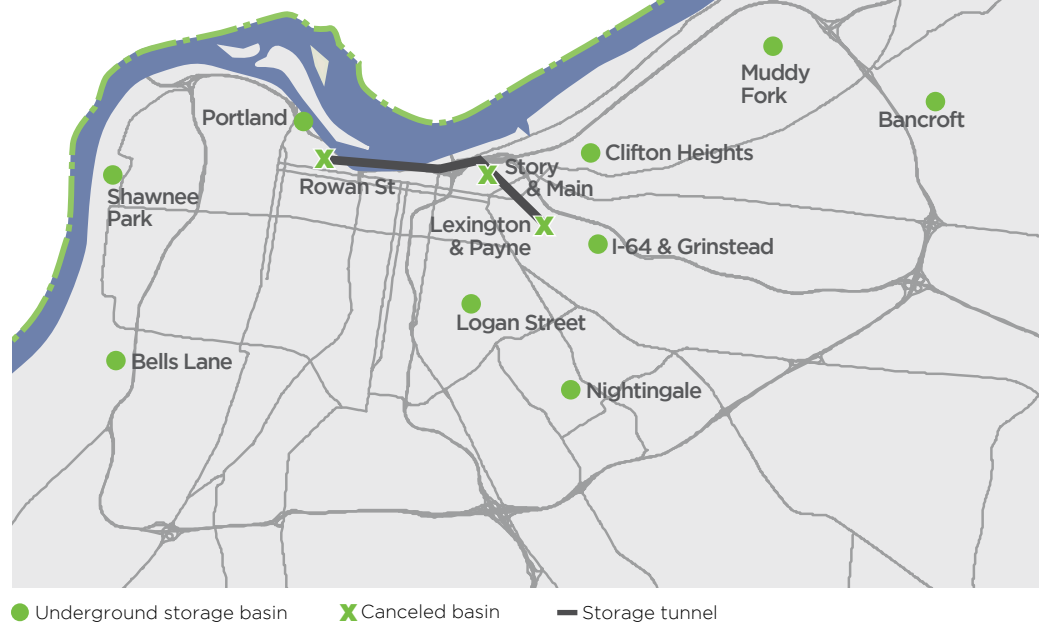 Muddy
Fork
Bancroft
Portland
Clifton Heights
Story
& Main
Rowan St
Shawnee
Park
Lexington
& Payne
I-64 & Grinstead
Logan Street
Bells Lane
Nightingale
Underground storage basin
X Canceled basin
Storage tunnel